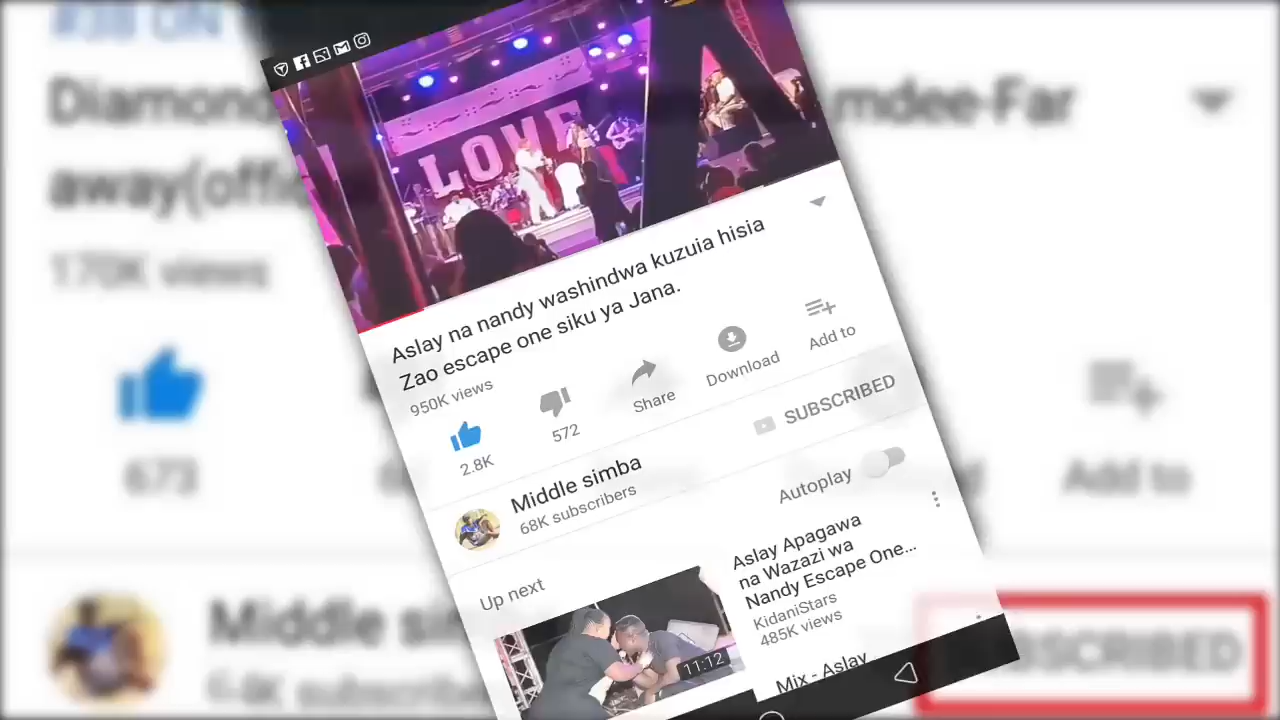 Diamond
mdee-Far
away(offi
170K views
673
Add to
Middle si
SUBSCRIBED
LOVE
Aslay na nandy washindwa kuzuia hisia
Zao escape one siku ya Jana.
950K views
2.8K
572
Share
Download
Add to
SUBSCRIBED
Middle simba
68K subscribers
Autoplay
Up next
Aslay Apagawa
na Wazazi wa
Nandy Escape One...
KidaniStars
485K views
11:12
Mix - Aslay